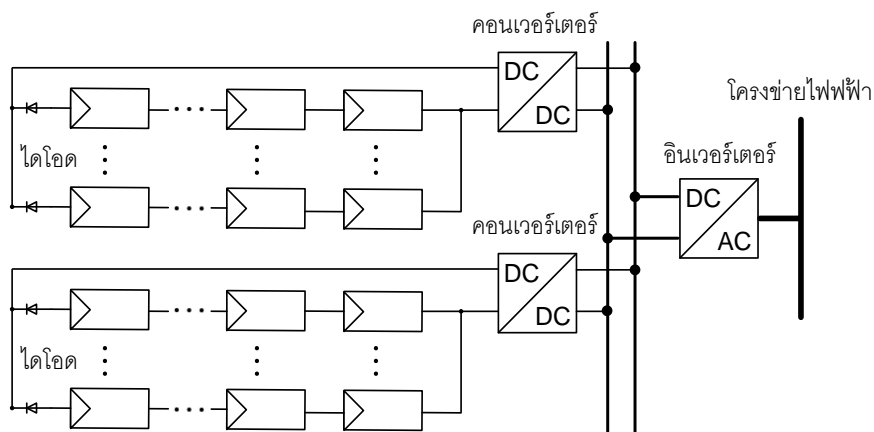 คอนเวอร์เตอร์
DC
DC
โครงข่ายไฟฟ้า
ไดโอด
อินเวอร์เตอร์
DC
AC
คอนเวอร์เตอร์
DC
DC
ไดโอด